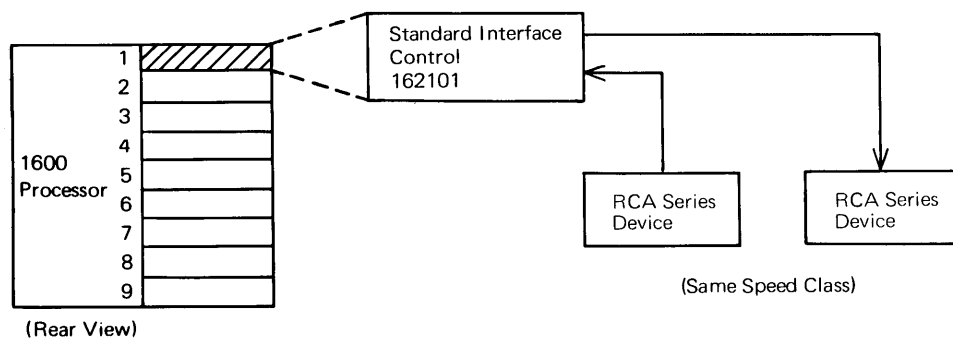 1
2
3
4
5
6
7
8
9
1600
Processor
(Rear View)
Standard Interface
Control
162101
RCA Series
Device
RCA Series
Device
(Same Speed Class)